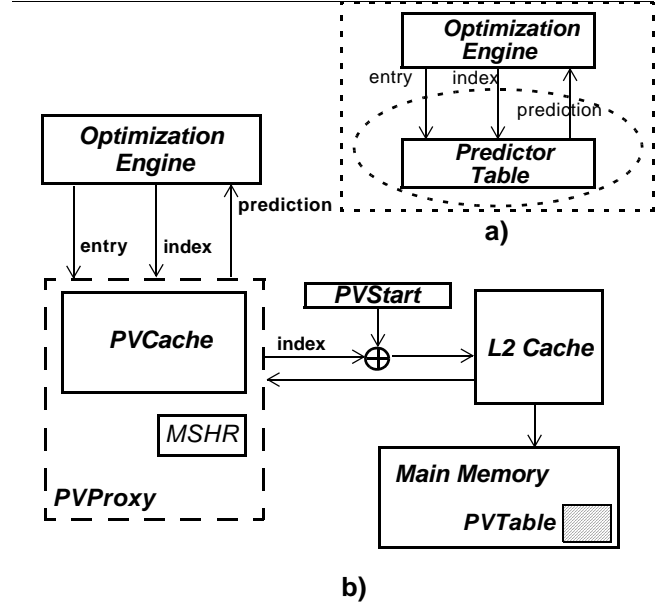 Optimization
Engine
entry
index
prediction
Predictor
Table
a)
Optimization
Engine
prediction
entry
index
PVCache
PVStart
index
L2 Cache
MSHR
PVProxy
Main Memory
PVTable
b)